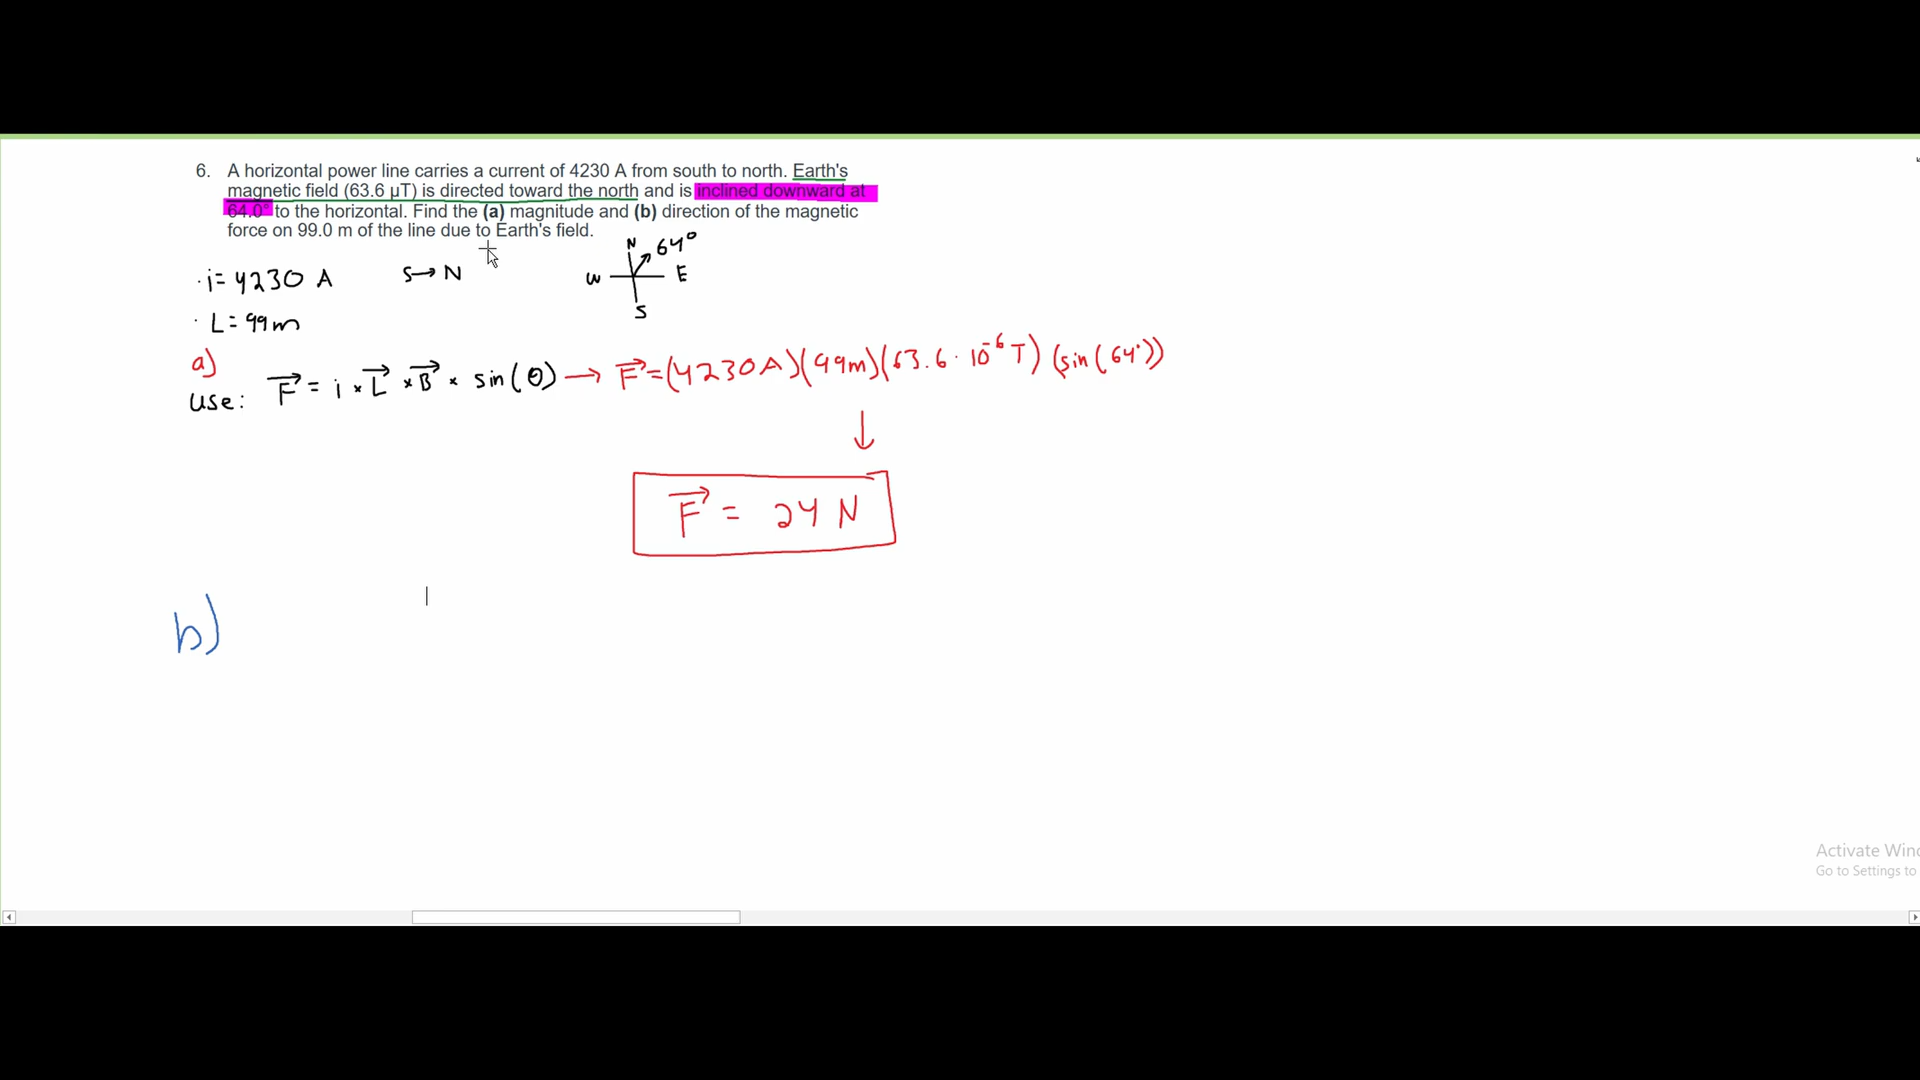 6. A horizontal power line carries a current of 4230 A from south to north. Earth's
magnetic field (63.6 µT) is directed toward the north and is inclined downward at
64.0° to the horizontal. Find the (a) magnitude and (b) direction of the magnetic
force on 99.0 m of the line due to Earth's field.
N 64°
· i = 4230 A S→N W E
S
· L = 99m
a)
use: F⃗ = i × L⃗ × B⃗ × sin(θ) → F⃗ = (4230A)(99m)(63.6 · 10⁻⁶ T)(sin(64°))
↓
F⃗ = 24 N
b)
Activate Wind
Go to Settings to